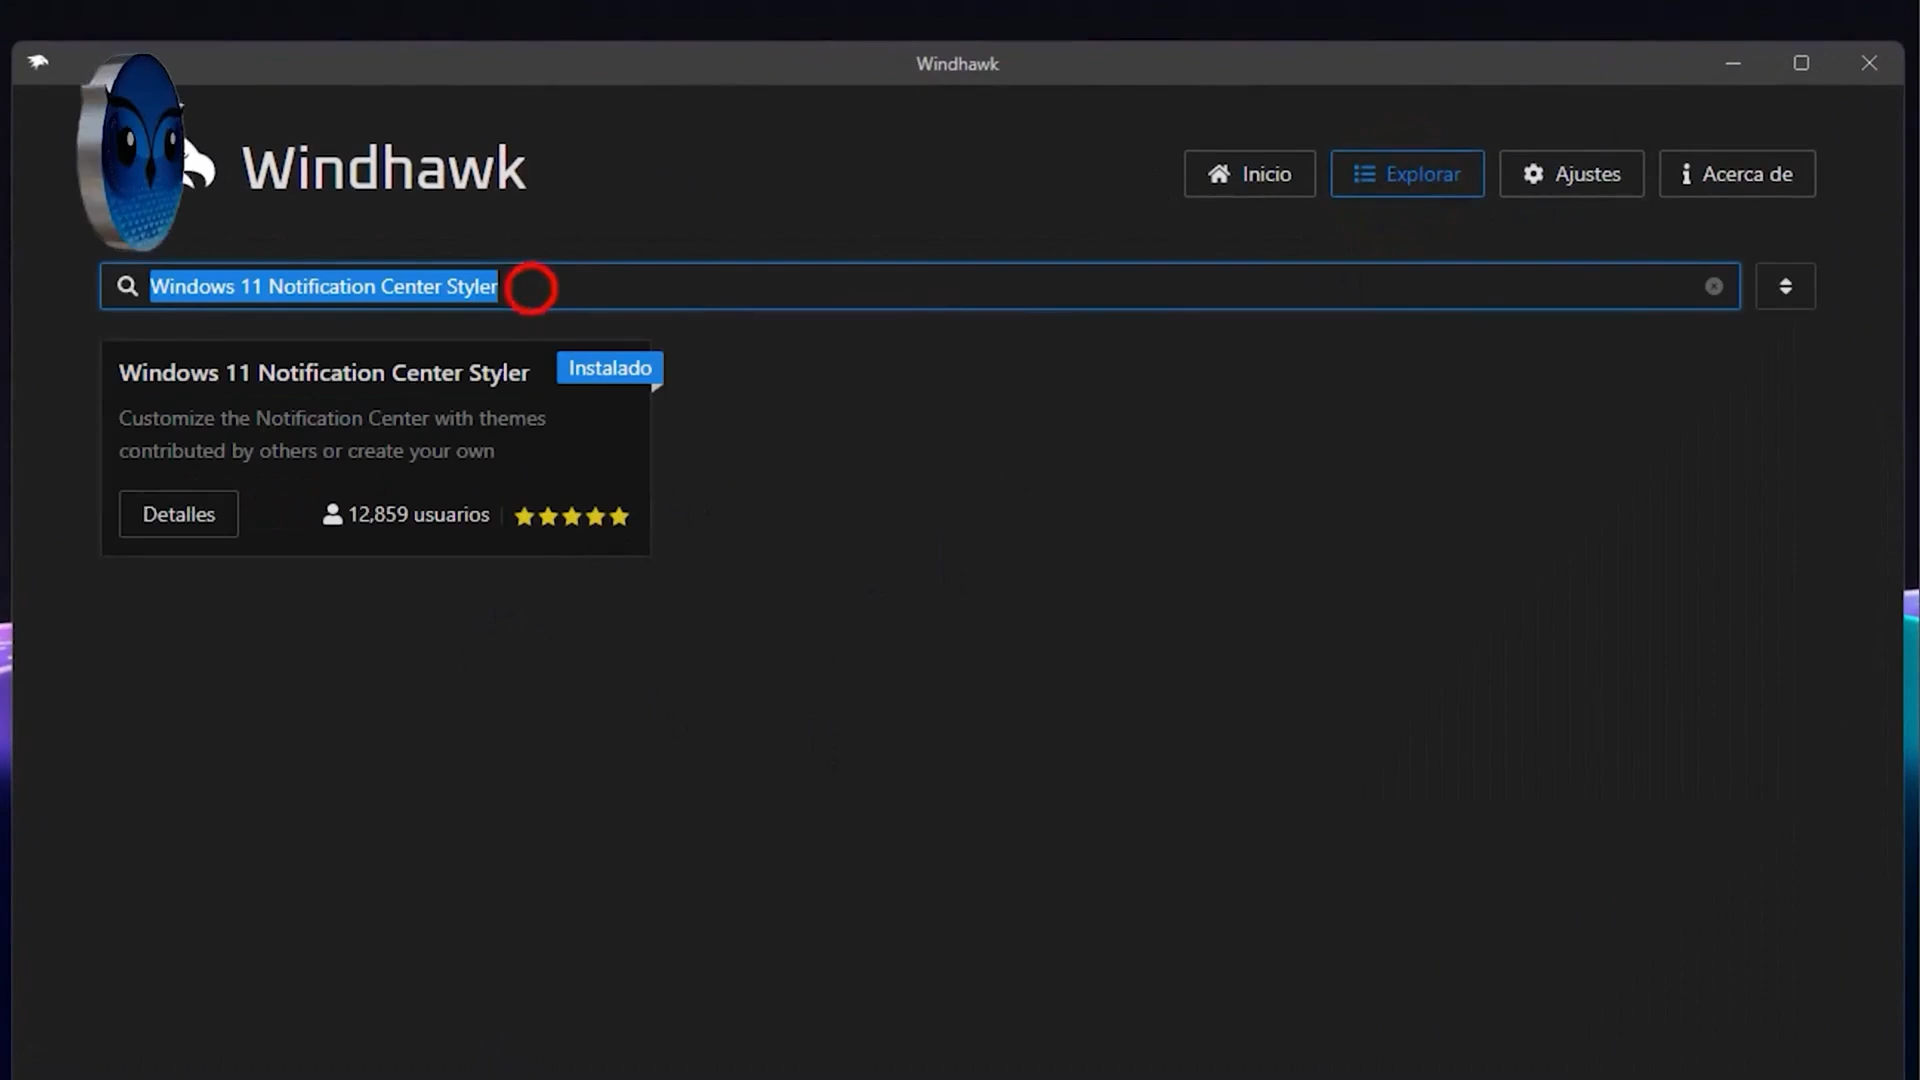 Windhawk
Windhawk
Inicio
Explorar
Ajustes
Acerca de
Windows 11 Notification Center Styler
Windows 11 Notification Center Styler
Instalado
Customize the Notification Center with themes
contributed by others or create your own
Detalles
12,859 usuarios